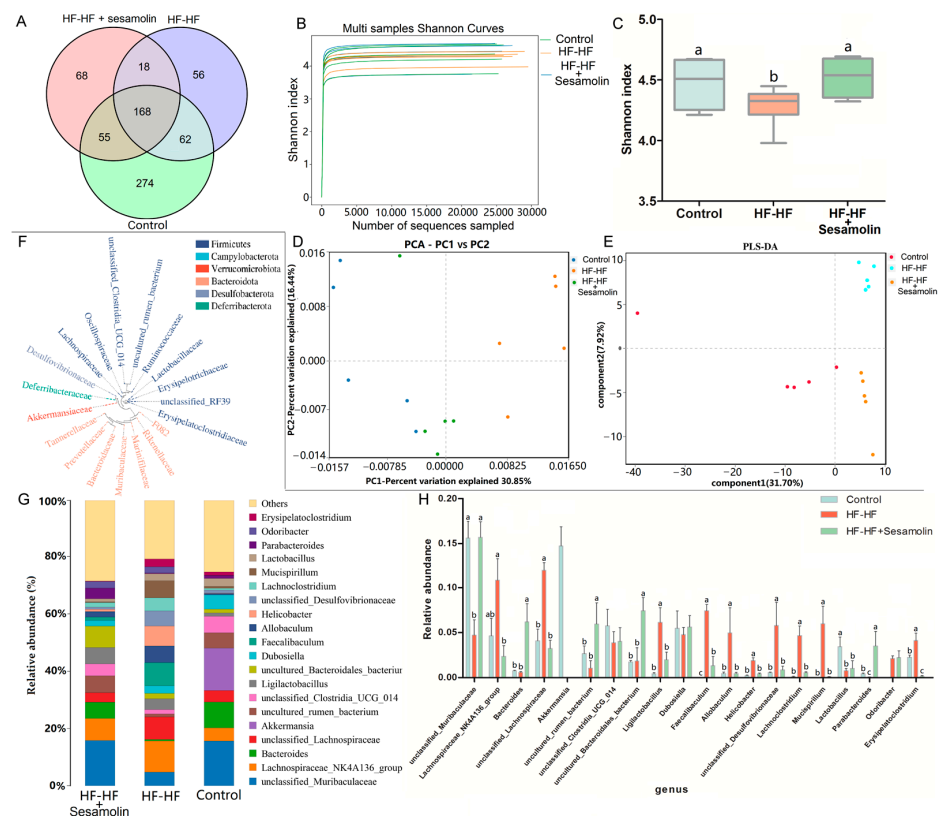 A
HF-HF + sesamolin
HF-HF
68
18
56
168
55
62
274
Control
B
Multi samples Shannon Curves
Shannon index
4
3
2
1
0
0
5,000
10,000
15,000
20,000
25,000
30,000
Number of sequences sampled
Control
HF-HF
HF-HF
+
Sesamolin
C
Shannon index
5.0
4.5
4.0
3.5
a
b
a
Control
HF-HF
HF-HF
+
Sesamolin
F
Firmicutes
Campylobacterota
Verrucomicrobiota
Bacteroidota
Desulfobacterota
Deferribacterota
unclassified_Clostridia_UCG_014
uncultured_rumen_bacterium
Ruminococcaceae
Lactobacillaceae
Erysipelotrichaceae
unclassified_RF39
Erysipelatoclostridiaceae
F082
Rikenellaceae
Marinifilaceae
Muribaculaceae
Bacteroidaceae
Prevotellaceae
Tannerellaceae
Akkermansiaceae
Deferribacteraceae
Desulfovibrionaceae
Lachnospiraceae
Oscillospiraceae
D
PCA - PC1 vs PC2
PC2-Percent variation explained (16.44%)
0.016
0.008
0.000
−0.007
−0.014
−0.0157
−0.00785
0.00000
0.00825
0.01650
PC1-Percent variation explained 30.85%
Control
HF-HF
HF-HF
+
Sesamolin
E
PLS-DA
component2(7.92%)
10
5
0
−5
−10
−40
−30
−20
−10
0
10
component1(31.70%)
Control
HF-HF
HF-HF
+
Sesamolin
G
Relative abundance (%)
100%
80%
60%
40%
20%
0%
HF-HF
+
Sesamolin
HF-HF
Control
Others
Erysipelatoclostridium
Odoribacter
Parabacteroides
Lactobacillus
Mucispirillum
Lachnoclostridium
unclassified_Desulfovibrionaceae
Helicobacter
Allobaculum
Faecalibaculum
Dubosiella
uncultured_Bacteroidales_bacterium
Ligilactobacillus
unclassified_Clostridia_UCG_014
uncultured_rumen_bacterium
Akkermansia
unclassified_Lachnospiraceae
Bacteroides
Lachnospiraceae_NK4A136_group
unclassified_Muribaculaceae
H
Relative abundance
0.20
0.15
0.10
0.05
0.00
Control
HF-HF
HF-HF+Sesamolin
unclassified_Muribaculaceae
Lachnospiraceae_NK4A136_group
Bacteroides
unclassified_Lachnospiraceae
Akkermansia
uncultured_rumen_bacterium
unclassified_Clostridia_UCG_014
uncultured_Bacteroidales_bacterium
Ligilactobacillus
Dubosiella
Faecalibaculum
Allobaculum
Helicobacter
unclassified_Desulfovibrionaceae
Lachnoclostridium
Mucispirillum
Lactobacillus
Parabacteroides
Odoribacter
Erysipelatoclostridium
genus